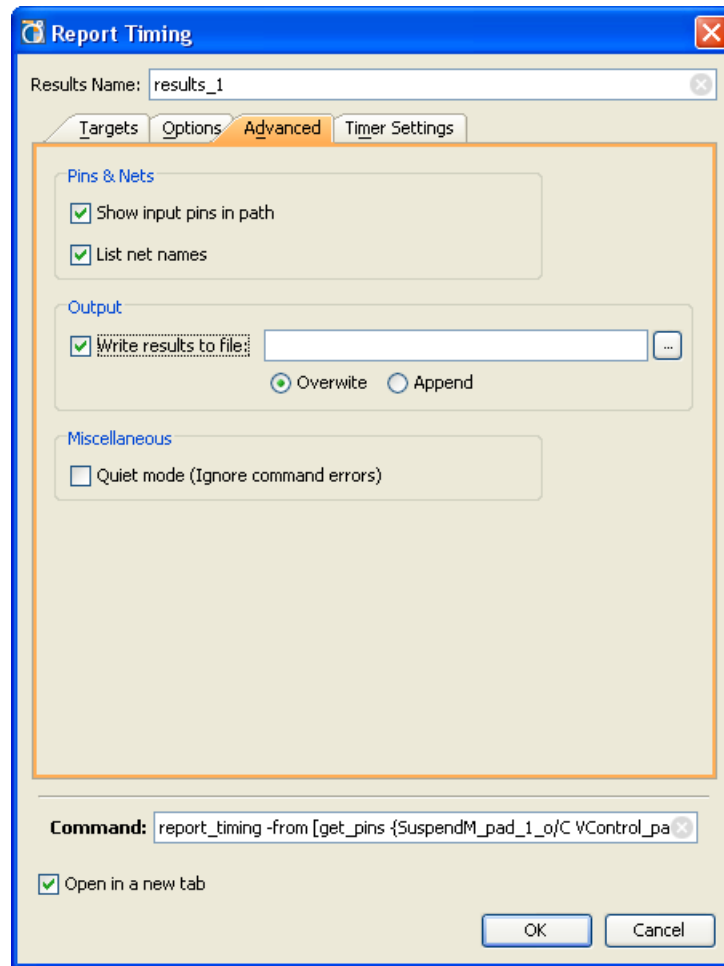 Report Timing
Results Name: results_1
Targets Options Advanced Timer Settings
Pins & Nets
Show input pins in path
List net names
Output
Write results to file: ...
Overwite Append
Miscellaneous
Quiet mode (Ignore command errors)
Command: report_timing -from [get_pins {SuspendM_pad_1_o/C VControl_pa
Open in a new tab
OK Cancel